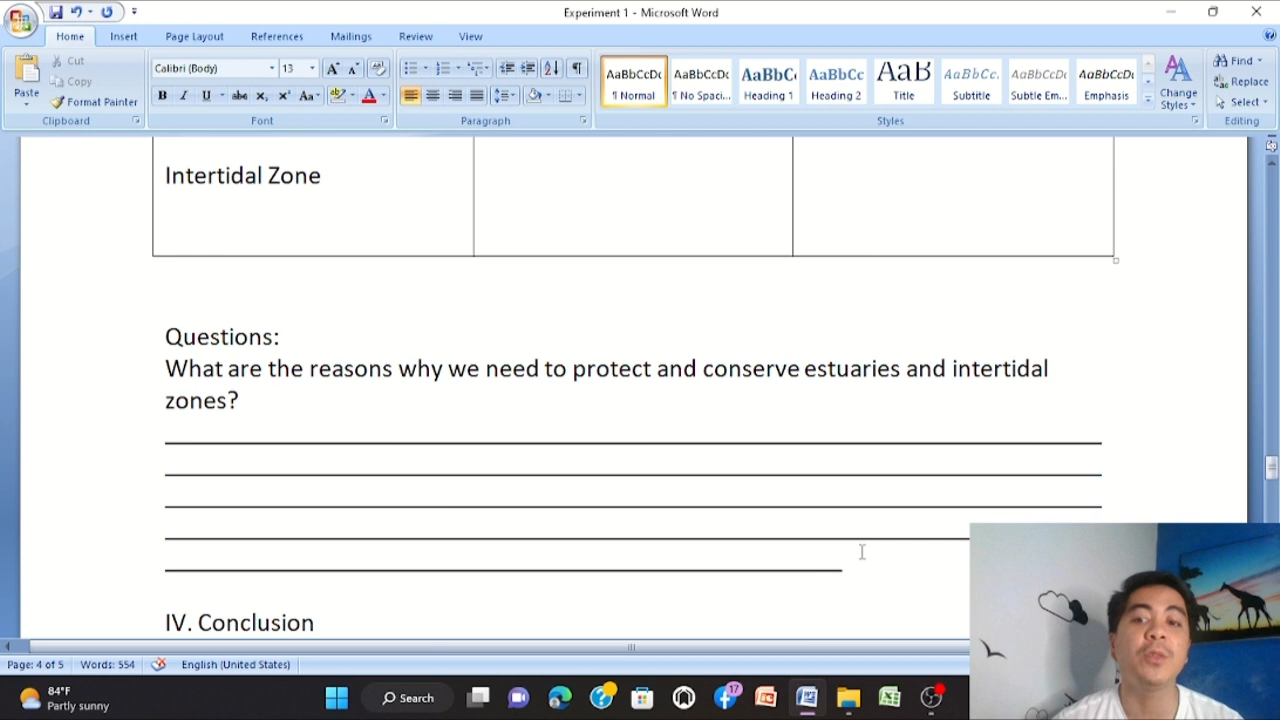 Experiment 1 - Microsoft Word
Home Insert Page Layout References Mailings Review View
Paste Cut Copy Format Painter Clipboard
Calibri (Body) 13 Font
Paragraph
AaBbCcDc ¶ Normal
AaBbCcDc ¶ No Spaci...
AaBbC Heading 1
AaBbCc Heading 2
AaB Title
AaBbCc. Subtitle
AaBbCcDc Subtle Em...
AaBbCcDc Emphasis
Change Styles
Styles
Find Replace Select Editing
Intertidal Zone
Questions:
What are the reasons why we need to protect and conserve estuaries and intertidal
zones?
IV. Conclusion
Page: 4 of 5 Words: 554 English (United States)
84°F
Partly sunny
Search
17